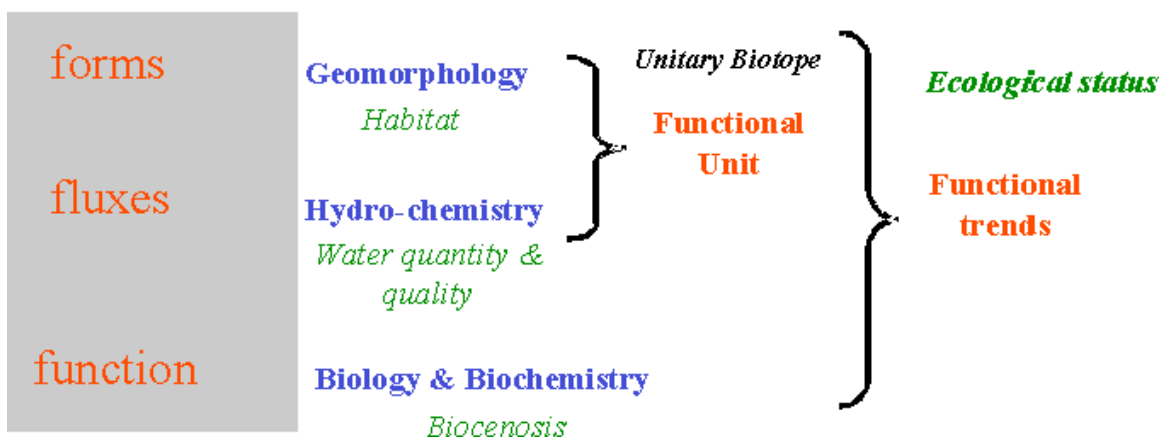 forms
Geomorphology
Habitat
fluxes
Hydro-chemistry
Water quantity &
quality
function
Biology & Biochemistry
Biocenosis
Unitary Biotope
Functional
Unit
Ecological status
Functional
trends